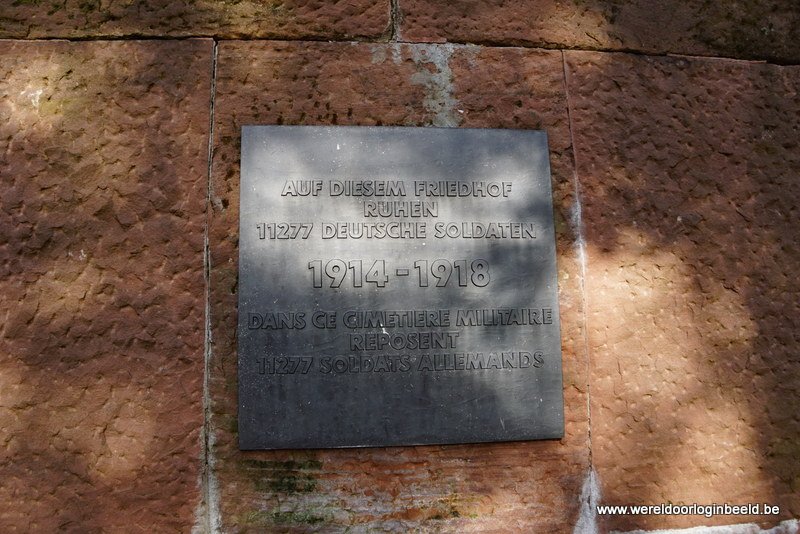 AUF DIESEM FRIEDHOF
RUHEN
11277 DEUTSCHE SOLDATEN
1914-1918
DANS CE CIMETIERE MILITAIRE
REPOSENT
11277 SOLDATS ALLEMANDS
www.wereldoorloginbeeld.be